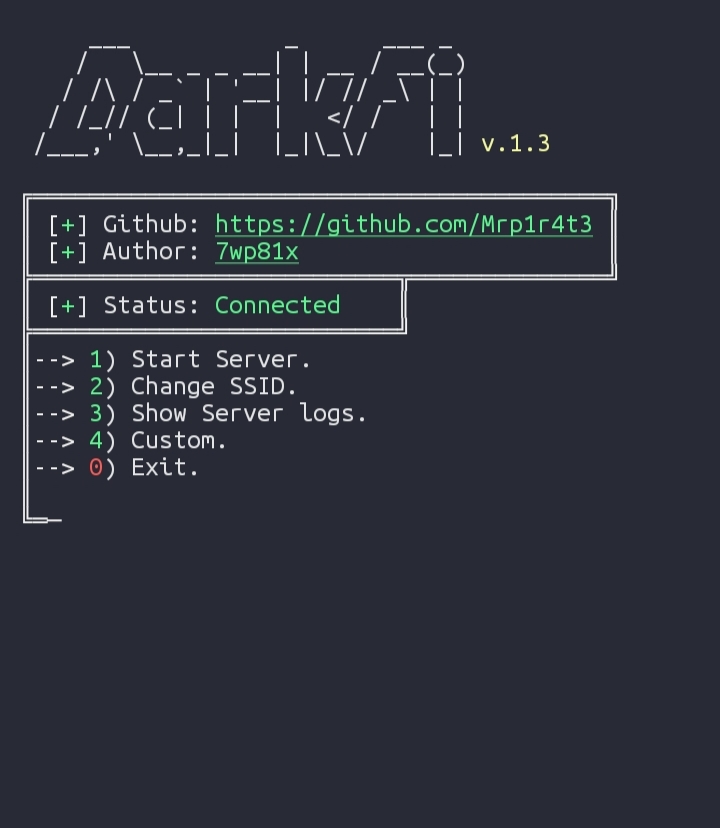 DarkFi v.1.3
[+] Github: https://github.com/Mrp1r4t3
[+] Author: 7wp81x
[+] Status: Connected
--> 1) Start Server.
--> 2) Change SSID.
--> 3) Show Server logs.
--> 4) Custom.
--> 0) Exit.